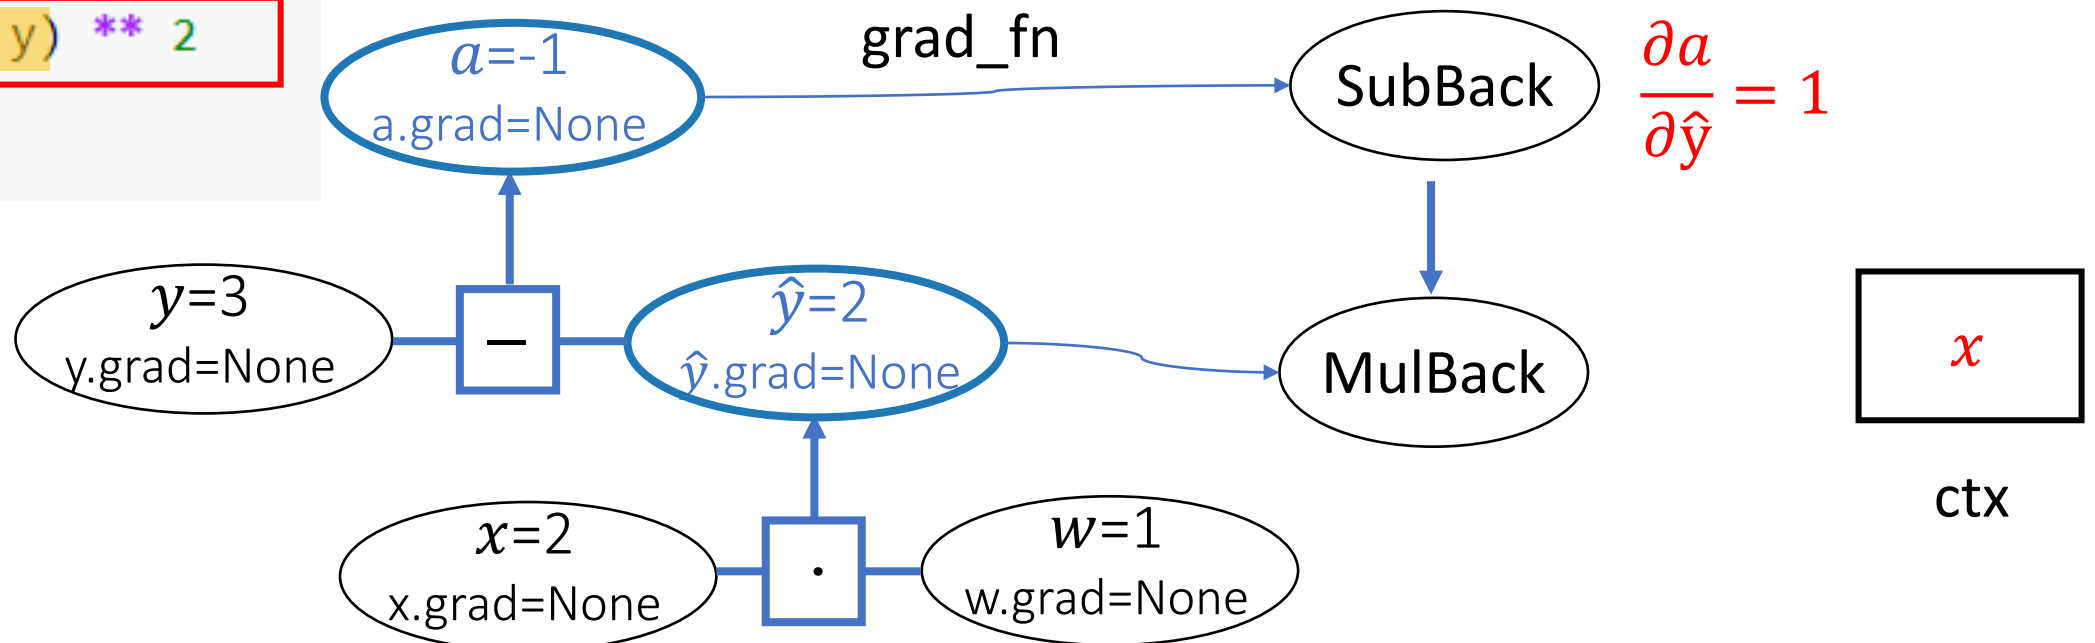 y) ** 2
a=-1
a.grad=None
grad_fn
SubBack
∂a
∂ŷ
= 1
y=3
y.grad=None
−
ŷ=2
ŷ.grad=None
MulBack
x
ctx
x=2
x.grad=None
·
w=1
w.grad=None